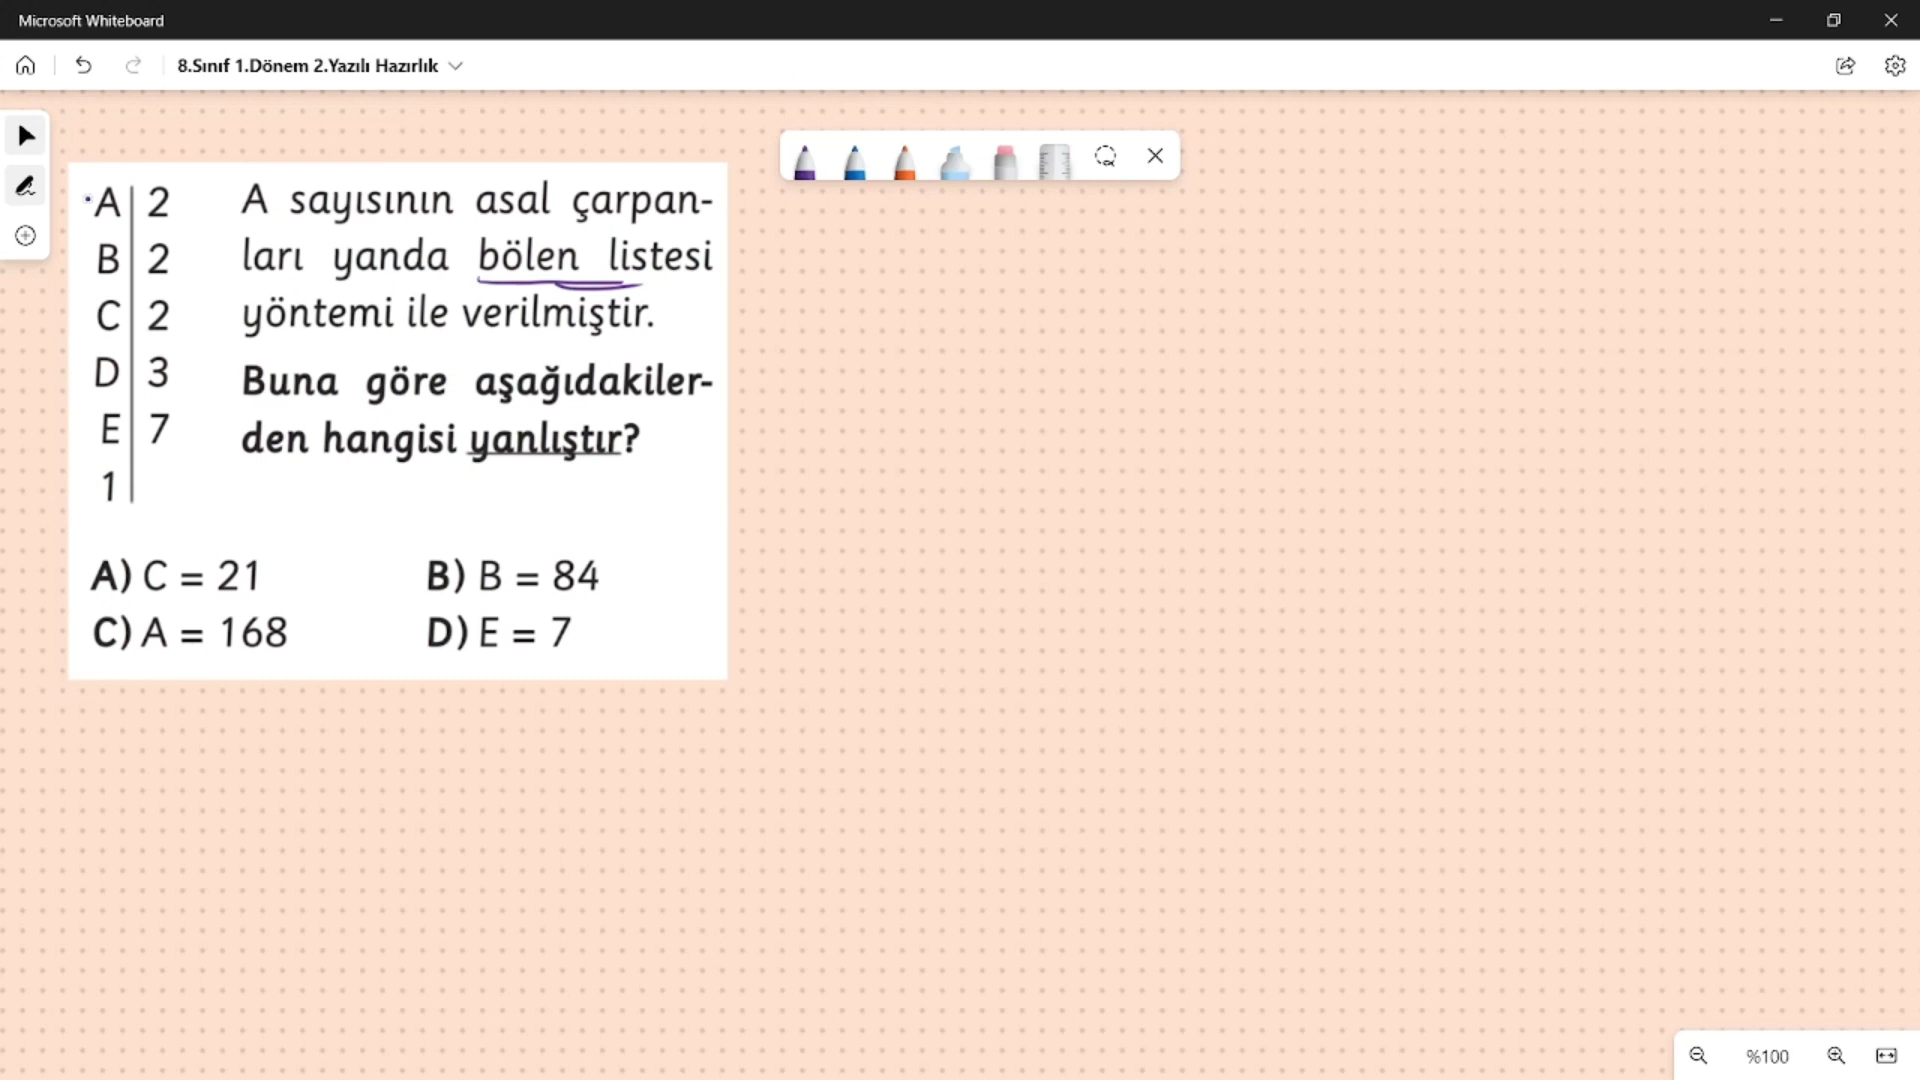 Microsoft Whiteboard
8.Sınıf 1.Dönem 2.Yazılı Hazırlık
A 2
B 2
C 2
D 3
E 7
1
A sayısının asal çarpan-
ları yanda bölen listesi
yöntemi ile verilmiştir.
Buna göre aşağıdakiler-
den hangisi yanlıştır?
A) C = 21
B) B = 84
C) A = 168
D) E = 7
%100